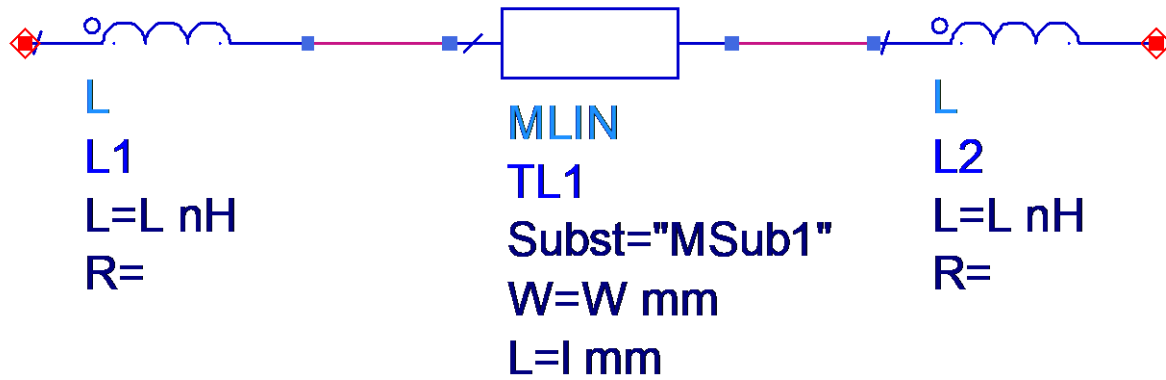 L
L1
L=L nH
R=
MLIN
TL1
Subst="MSub1"
W=W mm
L=l mm
L
L2
L=L nH
R=